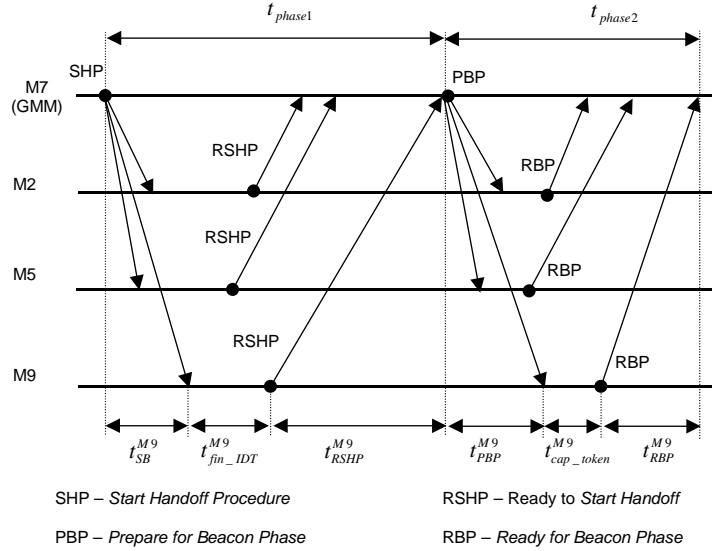 t_phase1
t_phase2
SHP
PBP
M7
(GMM)
RSHP
RBP
M2
RSHP
RBP
M5
RSHP
RBP
M9
t_SB^M9 t_fin_IDT^M9 t_RSHP^M9 t_PBP^M9 t_cap_token^M9 t_RBP^M9
SHP – Start Handoff Procedure
RSHP – Ready to Start Handoff
PBP – Prepare for Beacon Phase
RBP – Ready for Beacon Phase